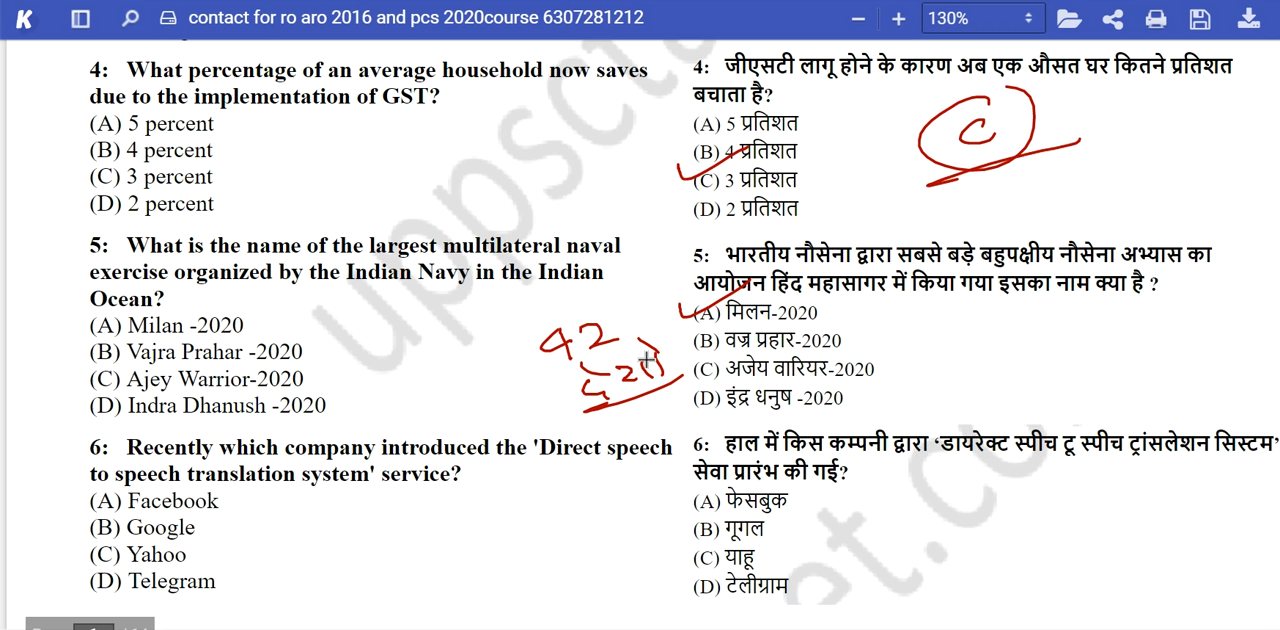 contact for ro aro 2016 and pcs 2020course 6307281212
130%
4: What percentage of an average household now saves
due to the implementation of GST?
(A) 5 percent
(B) 4 percent
(C) 3 percent
(D) 2 percent
5: What is the name of the largest multilateral naval
exercise organized by the Indian Navy in the Indian
Ocean?
(A) Milan -2020
(B) Vajra Prahar -2020
(C) Ajey Warrior-2020
(D) Indra Dhanush -2020
6: Recently which company introduced the 'Direct speech
to speech translation system' service?
(A) Facebook
(B) Google
(C) Yahoo
(D) Telegram
4: जीएसटी लागू होने के कारण अब एक औसत घर कितने प्रतिशत
बचाता है?
(A) 5 प्रतिशत
(B) 4 प्रतिशत
(C) 3 प्रतिशत
(D) 2 प्रतिशत
C
5: भारतीय नौसेना द्वारा सबसे बड़े बहुपक्षीय नौसेना अभ्यास का
आयोजन हिंद महासागर में किया गया इसका नाम क्या है ?
(A) मिलन-2020
(B) वज्र प्रहार-2020
(C) अजेय वारियर-2020
(D) इंद्र धनुष -2020
42
6: हाल में किस कम्पनी द्वारा ‘डायरेक्ट स्पीच टू स्पीच ट्रांसलेशन सिस्टम’
सेवा प्रारंभ की गई?
(A) फेसबुक
(B) गूगल
(C) याहू
(D) टेलीग्राम